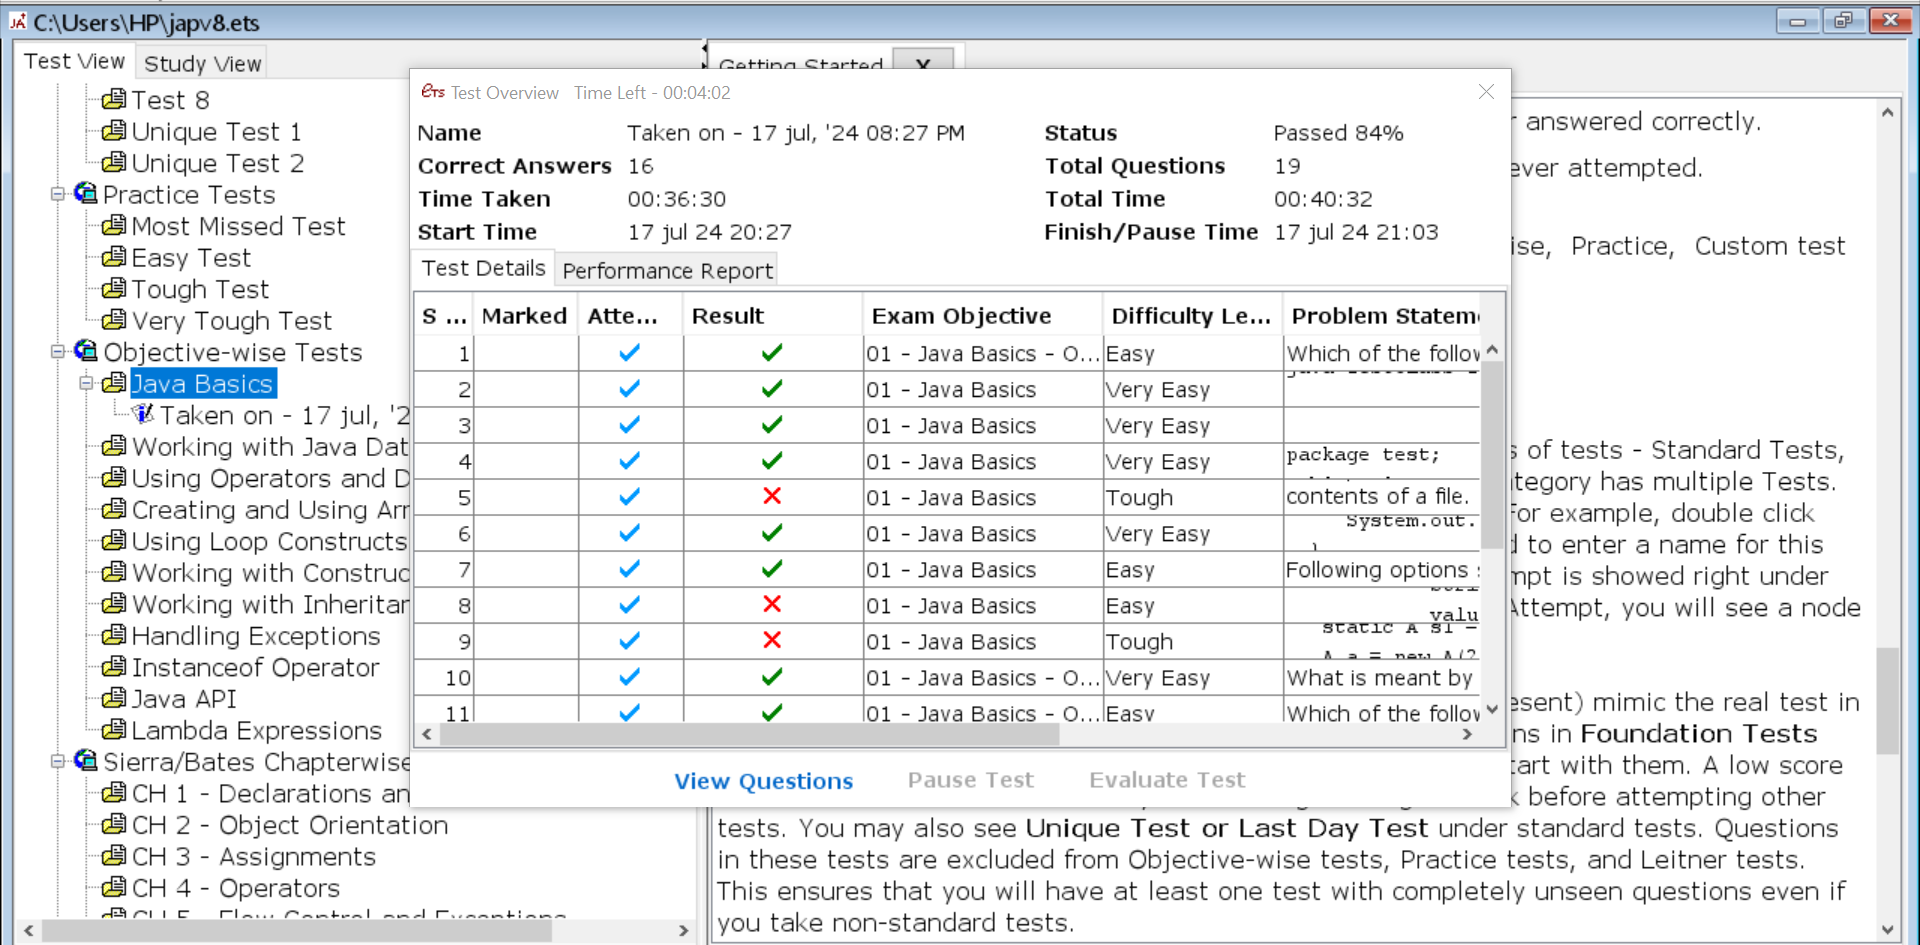 C:\Users\HP\japv8.ets
Test View
Study View
Test 8
Unique Test 1
Unique Test 2
Practice Tests
Most Missed Test
Easy Test
Tough Test
Very Tough Test
Objective-wise Tests
Java Basics
Taken on - 17 jul, '2
Working with Java Dat
Using Operators and D
Creating and Using Arr
Using Loop Constructs
Working with Construc
Working with Inheritar
Handling Exceptions
Instanceof Operator
Java API
Lambda Expressions
Sierra/Bates Chapterwise
CH 1 - Declarations an
CH 2 - Object Orientation
CH 3 - Assignments
CH 4 - Operators
CH 5 - Flow Control and Exceptions
Getting Started X
ETS Test Overview Time Left - 00:04:02
Name Taken on - 17 jul, '24 08:27 PM Status Passed 84%
Correct Answers 16 Total Questions 19
Time Taken 00:36:30 Total Time 00:40:32
Start Time 17 jul 24 20:27 Finish/Pause Time 17 jul 24 21:03
Test Details Performance Report
S ... Marked Atte... Result Exam Objective Difficulty Le... Problem Statem
1 01 - Java Basics - O... Easy Which of the follow
2 01 - Java Basics Very Easy
3 01 - Java Basics Very Easy
4 01 - Java Basics Very Easy package test;
5 01 - Java Basics Tough contents of a file.
6 01 - Java Basics Very Easy System.out.
7 01 - Java Basics Easy Following options
8 01 - Java Basics Easy valu
9 01 - Java Basics Tough static A s1 =
A a = new A(2
10 01 - Java Basics - O... Very Easy What is meant by
11 01 - Java Basics - O... Easy Which of the follow
View Questions Pause Test Evaluate Test
r answered correctly.
ever attempted.
ise, Practice, Custom test
s of tests - Standard Tests,
ategory has multiple Tests.
For example, double click
d to enter a name for this
mpt is showed right under
Attempt, you will see a node
esent) mimic the real test in
ns in Foundation Tests
tart with them. A low score
k before attempting other
tests. You may also see Unique Test or Last Day Test under standard tests. Questions
in these tests are excluded from Objective-wise tests, Practice tests, and Leitner tests.
This ensures that you will have at least one test with completely unseen questions even if
you take non-standard tests.